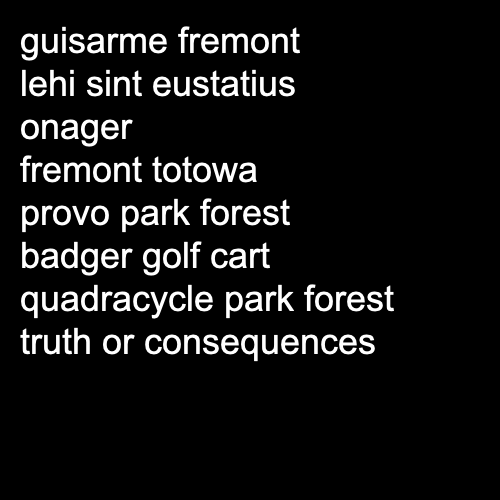 guisarme fremont
lehi sint eustatius
onager
fremont totowa
provo park forest
badger golf cart
quadracycle park forest
truth or consequences